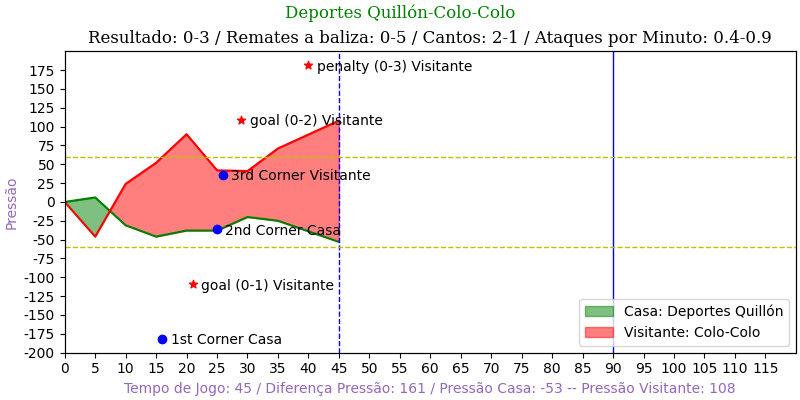 Deportes Quillón-Colo-Colo
Resultado: 0-3 / Remates a baliza: 0-5 / Cantos: 2-1 / Ataques por Minuto: 0.4-0.9
Pressão
175
150
125
100
75
50
25
0
-25
-50
-75
-100
-125
-150
-175
-200
penalty (0-3) Visitante
goal (0-2) Visitante
3rd Corner Visitante
2nd Corner Casa
goal (0-1) Visitante
1st Corner Casa
Casa: Deportes Quillón
Visitante: Colo-Colo
0 5 10 15 20 25 30 35 40 45 50 55 60 65 70 75 80 85 90 95 100 105 110 115
Tempo de Jogo: 45 / Diferença Pressão: 161 / Pressão Casa: -53 -- Pressão Visitante: 108